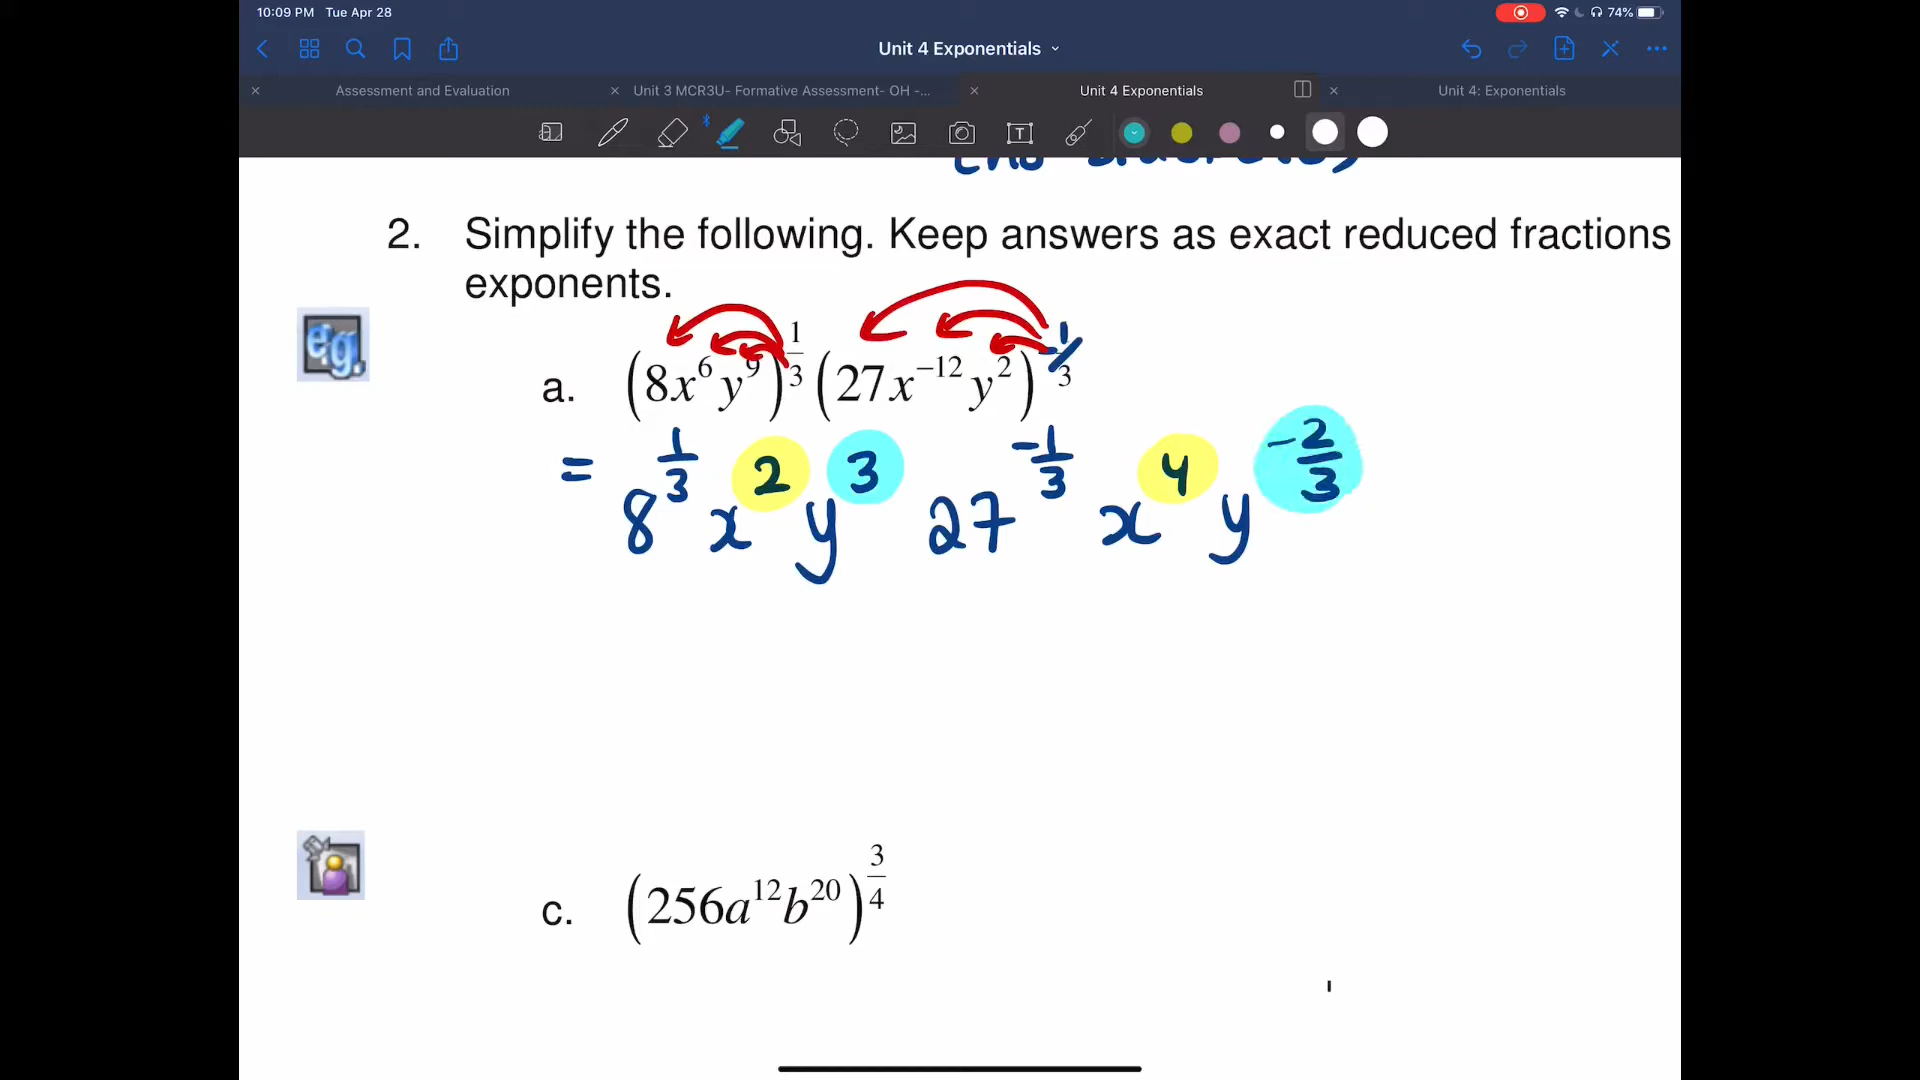 10:09 PM Tue Apr 28 74%
Unit 4 Exponentials
Assessment and Evaluation Unit 3 MCR3U- Formative Assessment- OH -... Unit 4 Exponentials Unit 4: Exponentials
2. Simplify the following. Keep answers as exact reduced fractions
exponents.
e.g.
a. (8x^6 y^9)^(1/3) (27x^(−12) y^2)^(-1/3)
= 8^(1/3) x^2 y^3 27^(-1/3) x^4 y^(-2/3)
c. (256a^12 b^20)^(3/4)